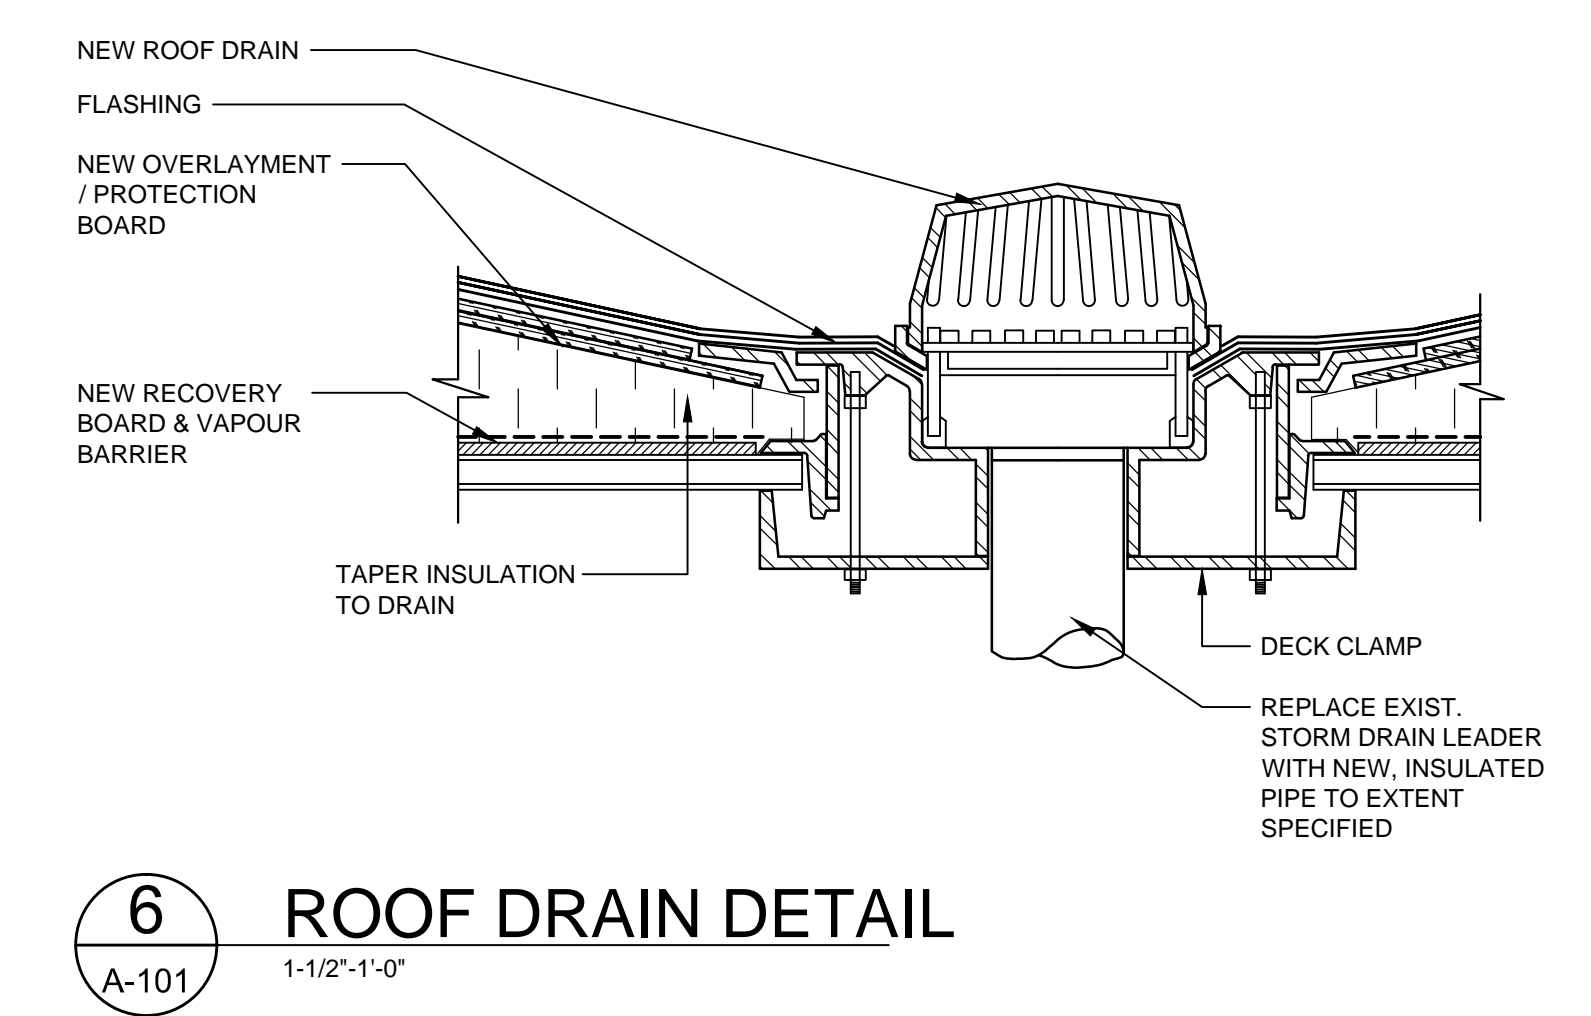 NEW ROOF DRAIN
FLASHING
NEW OVERLAYMENT
/ PROTECTION
BOARD
NEW RECOVERY
BOARD & VAPOUR
BARRIER
TAPER INSULATION
TO DRAIN
DECK CLAMP
REPLACE EXIST.
STORM DRAIN LEADER
WITH NEW, INSULATED
PIPE TO EXTENT
SPECIFIED
6
A-101
ROOF DRAIN DETAIL
1-1/2"-1'-0"